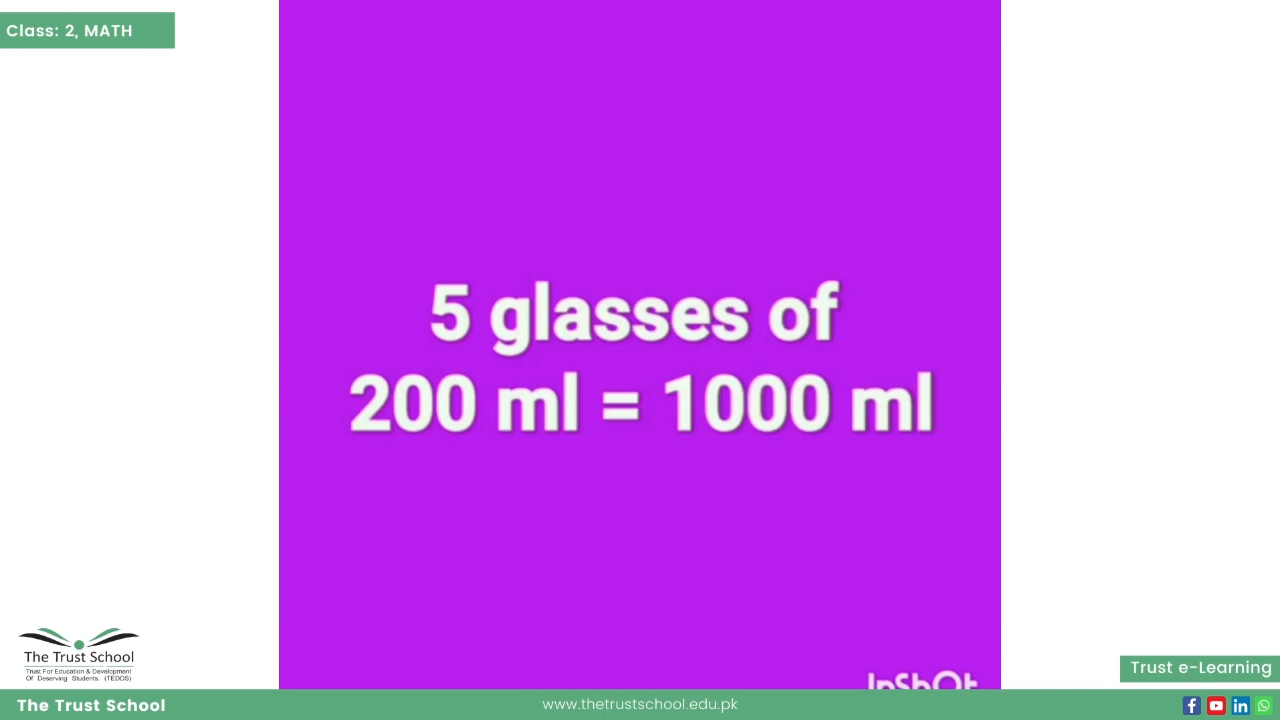 Class: 2, MATH
5 glasses of
200 ml = 1000 ml
InShOt
The Trust School
Trust For Education & Development
Of Deserving Students. (TEDDS)
Trust e-Learning
The Trust School
www.thetrustschool.edu.pk